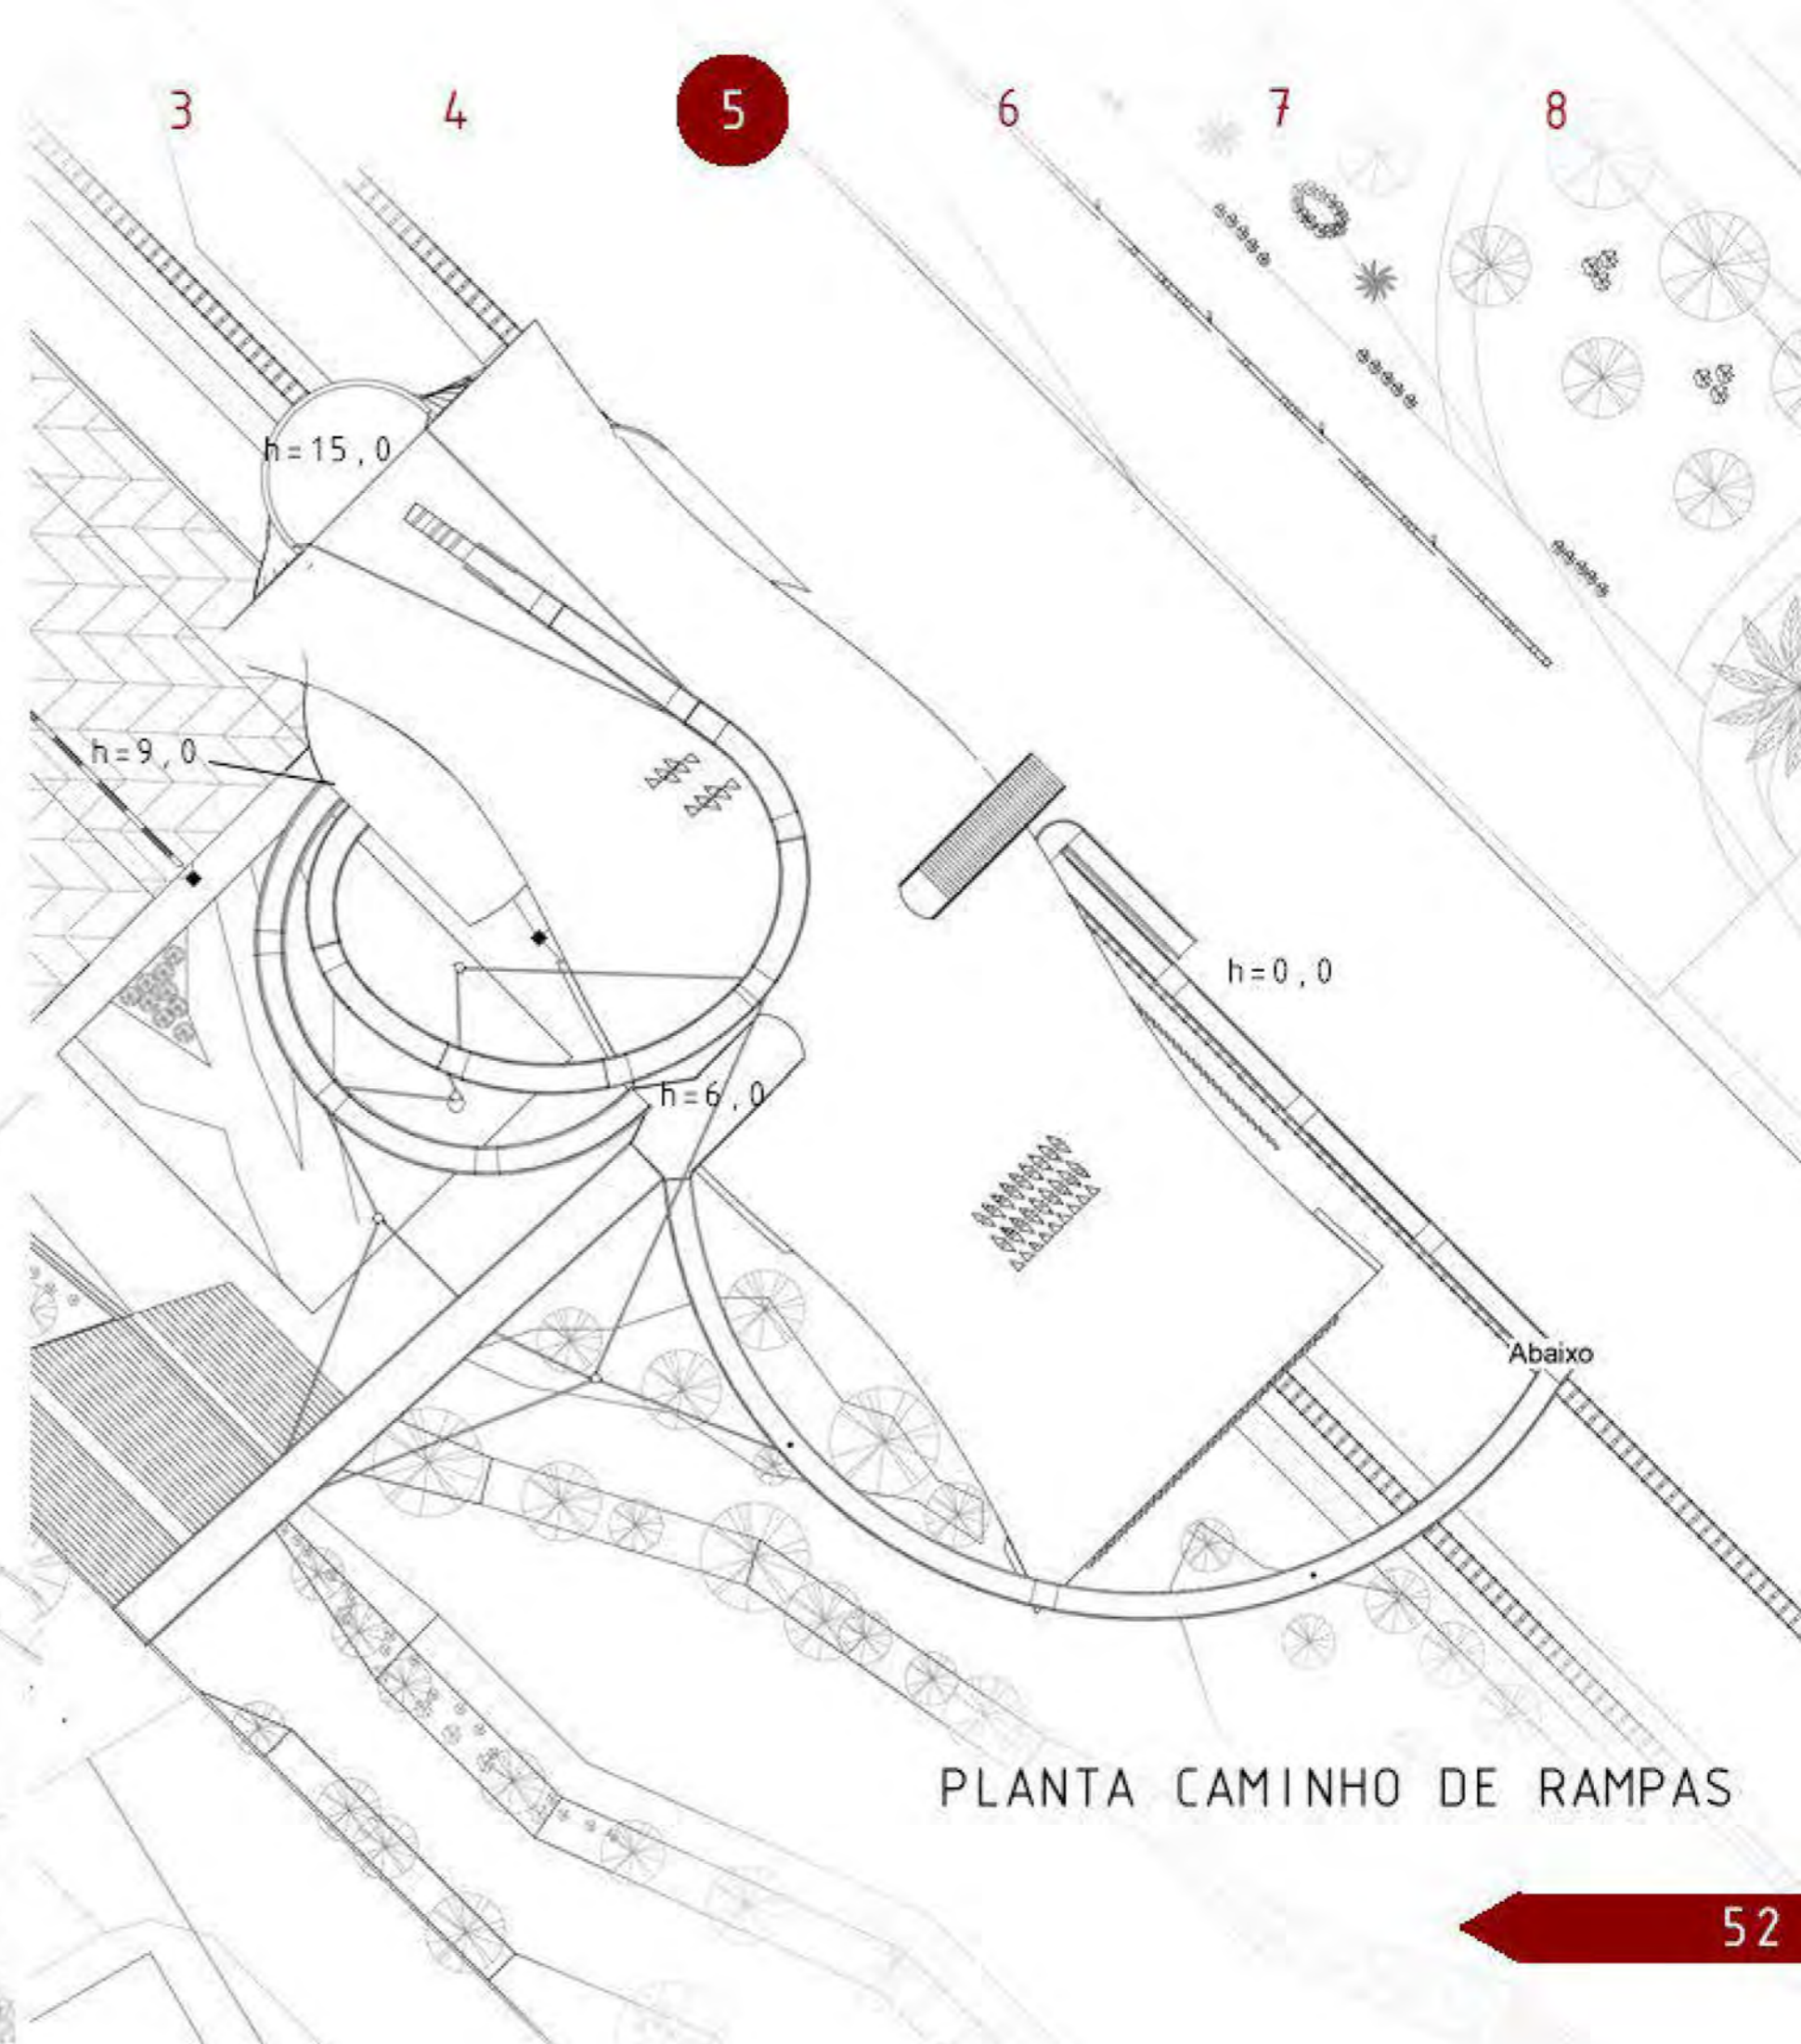 3 4 5 6 7 8
h=15,0
h=9,0
h=0,0
h=6,0
Abaixo
PLANTA CAMINHO DE RAMPAS
52